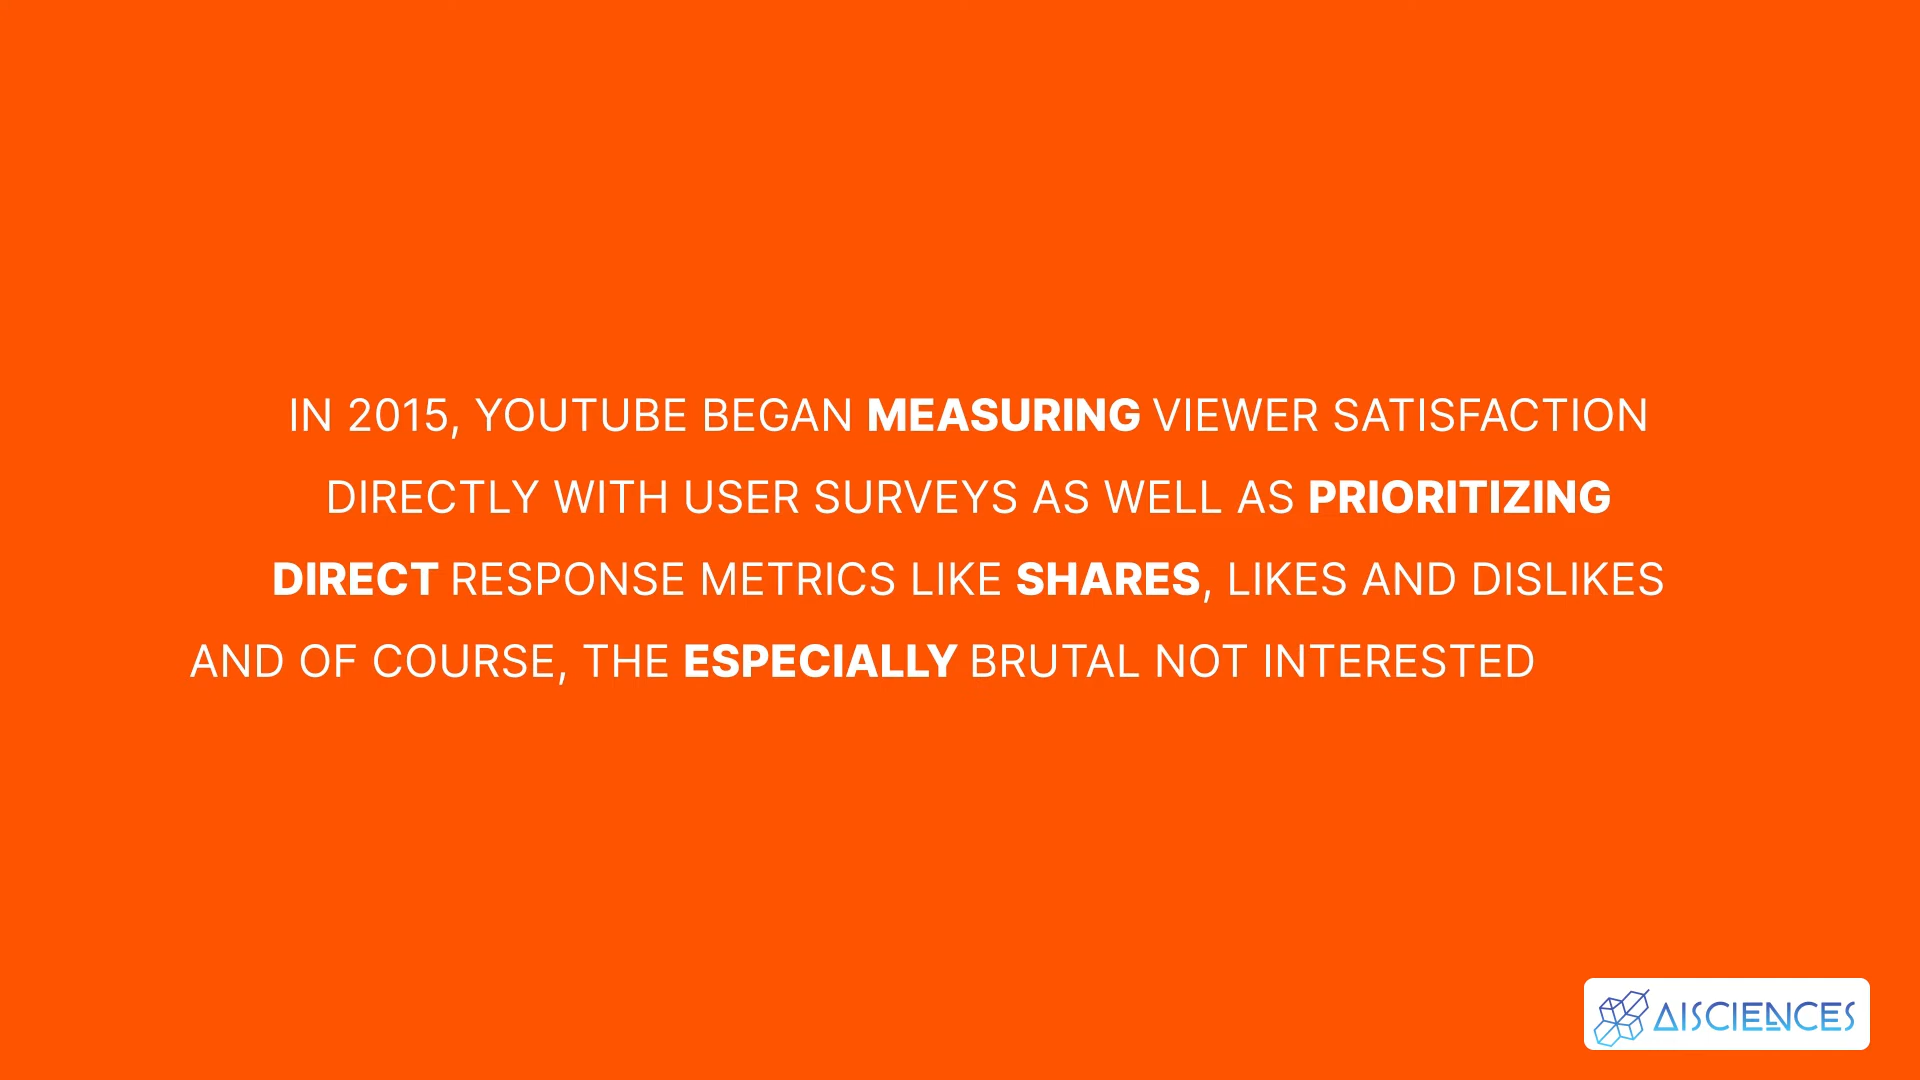 IN 2015, YOUTUBE BEGAN MEASURING VIEWER SATISFACTION
DIRECTLY WITH USER SURVEYS AS WELL AS PRIORITIZING
DIRECT RESPONSE METRICS LIKE SHARES, LIKES AND DISLIKES
AND OF COURSE, THE ESPECIALLY BRUTAL NOT INTERESTED
AISCIENCES